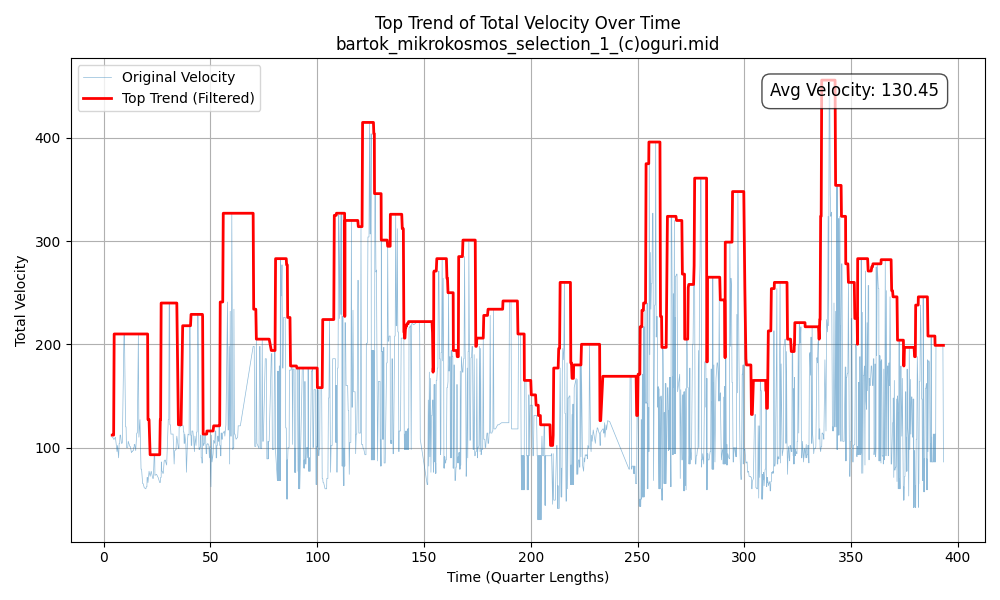 Top Trend of Total Velocity Over Time
bartok_mikrokosmos_selection_1_(c)oguri.mid
Original Velocity
Top Trend (Filtered)
Avg Velocity: 130.45
Total Velocity
400
300
200
100
0 50 100 150 200 250 300 350 400
Time (Quarter Lengths)